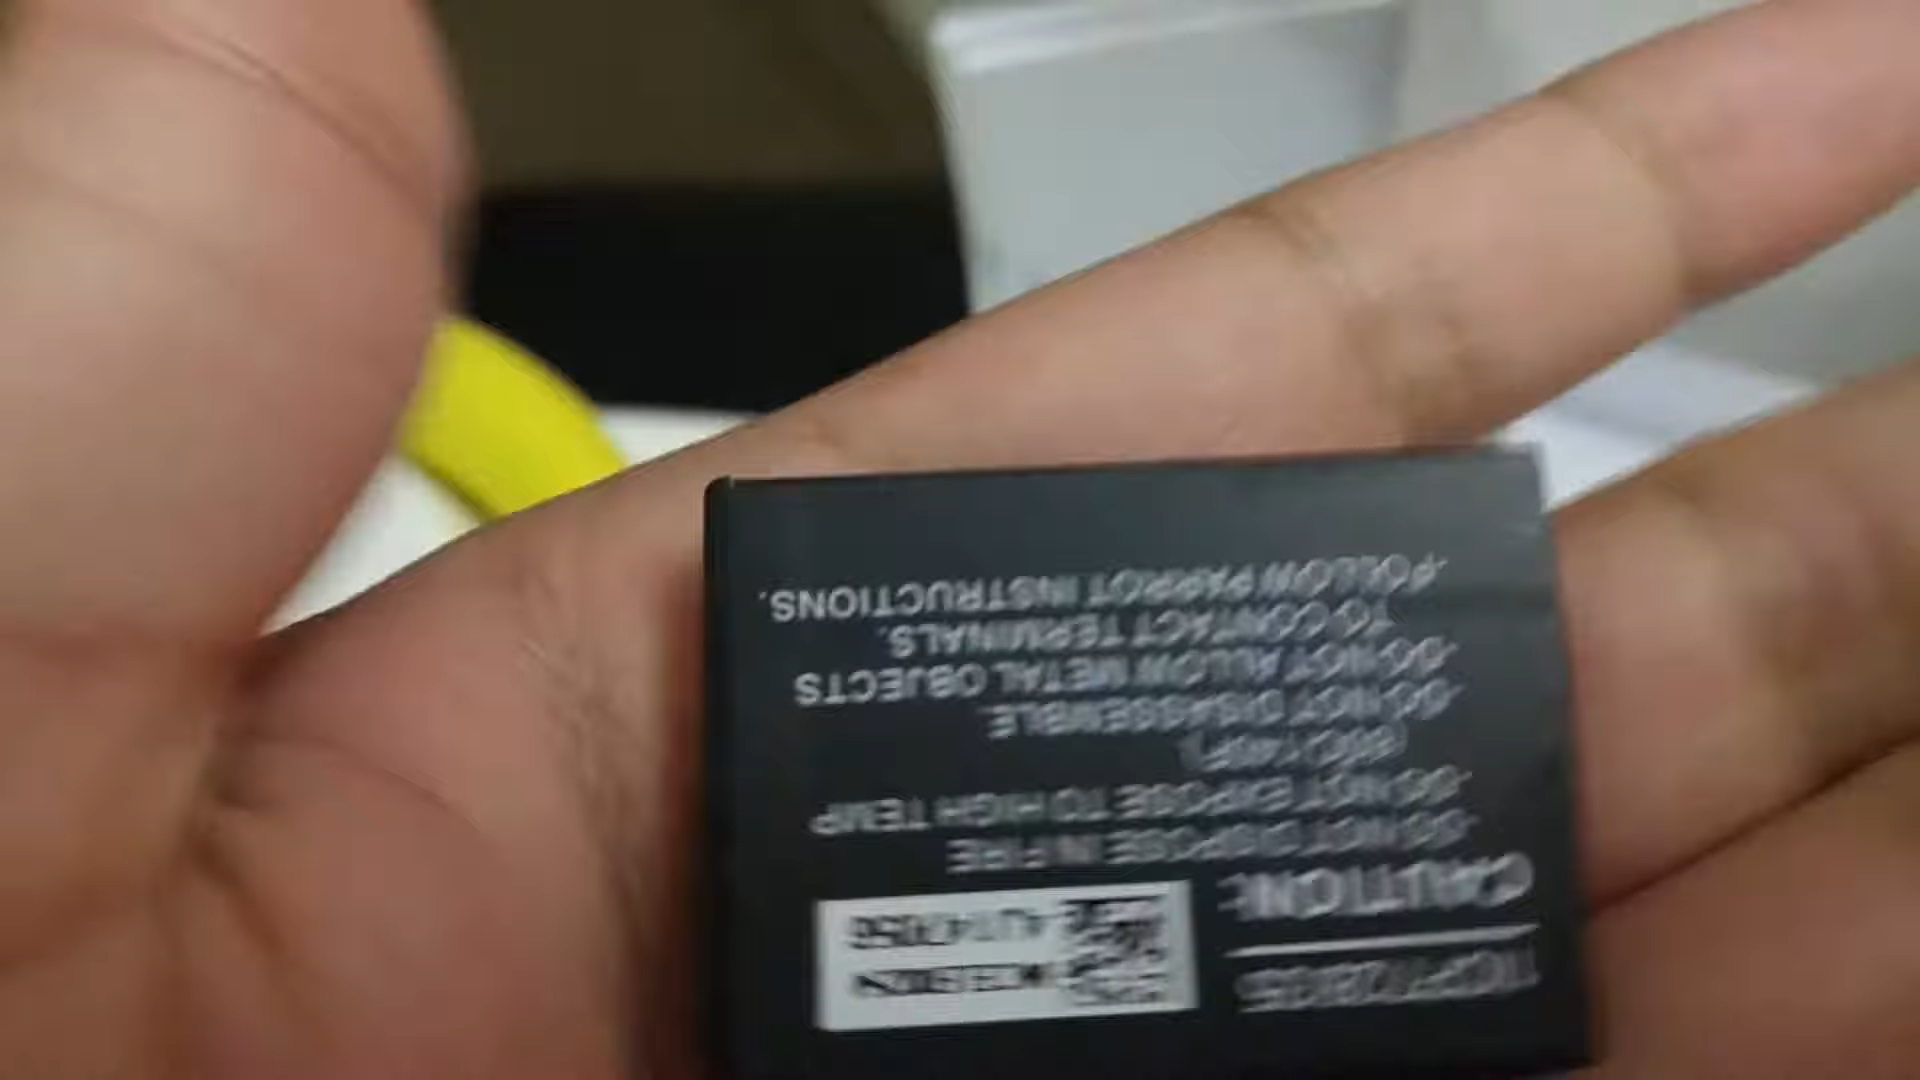 CAUTION:
-DO NOT DISPOSE IN FIRE
-DO NOT EXPOSE TO HIGH TEMP
-DO NOT DISASSEMBLE.
-DO NOT ALLOW METAL OBJECTS
TO CONTACT TERMINALS.
-FOLLOW PARROT INSTRUCTIONS.